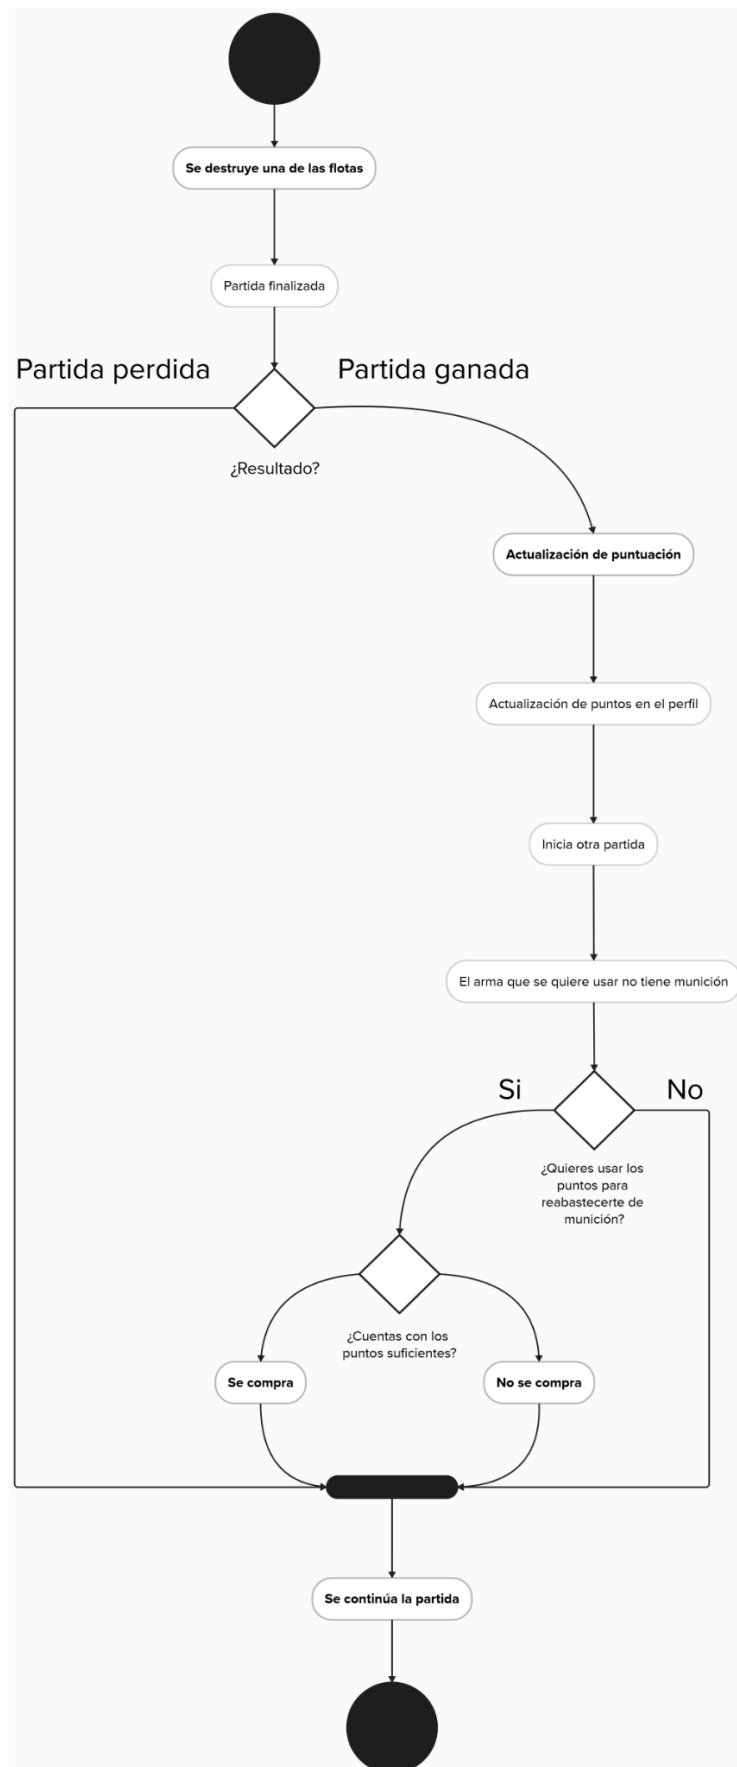 Se destruye una de las flotas
Partida finalizada
Partida perdida
Partida ganada
¿Resultado?
Actualización de puntuación
Actualización de puntos en el perfil
Inicia otra partida
El arma que se quiere usar no tiene munición
Si
No
¿Quieres usar los
puntos para
reabastecerte de
munición?
¿Cuentas con los
puntos suficientes?
Se compra
No se compra
Se continúa la partida